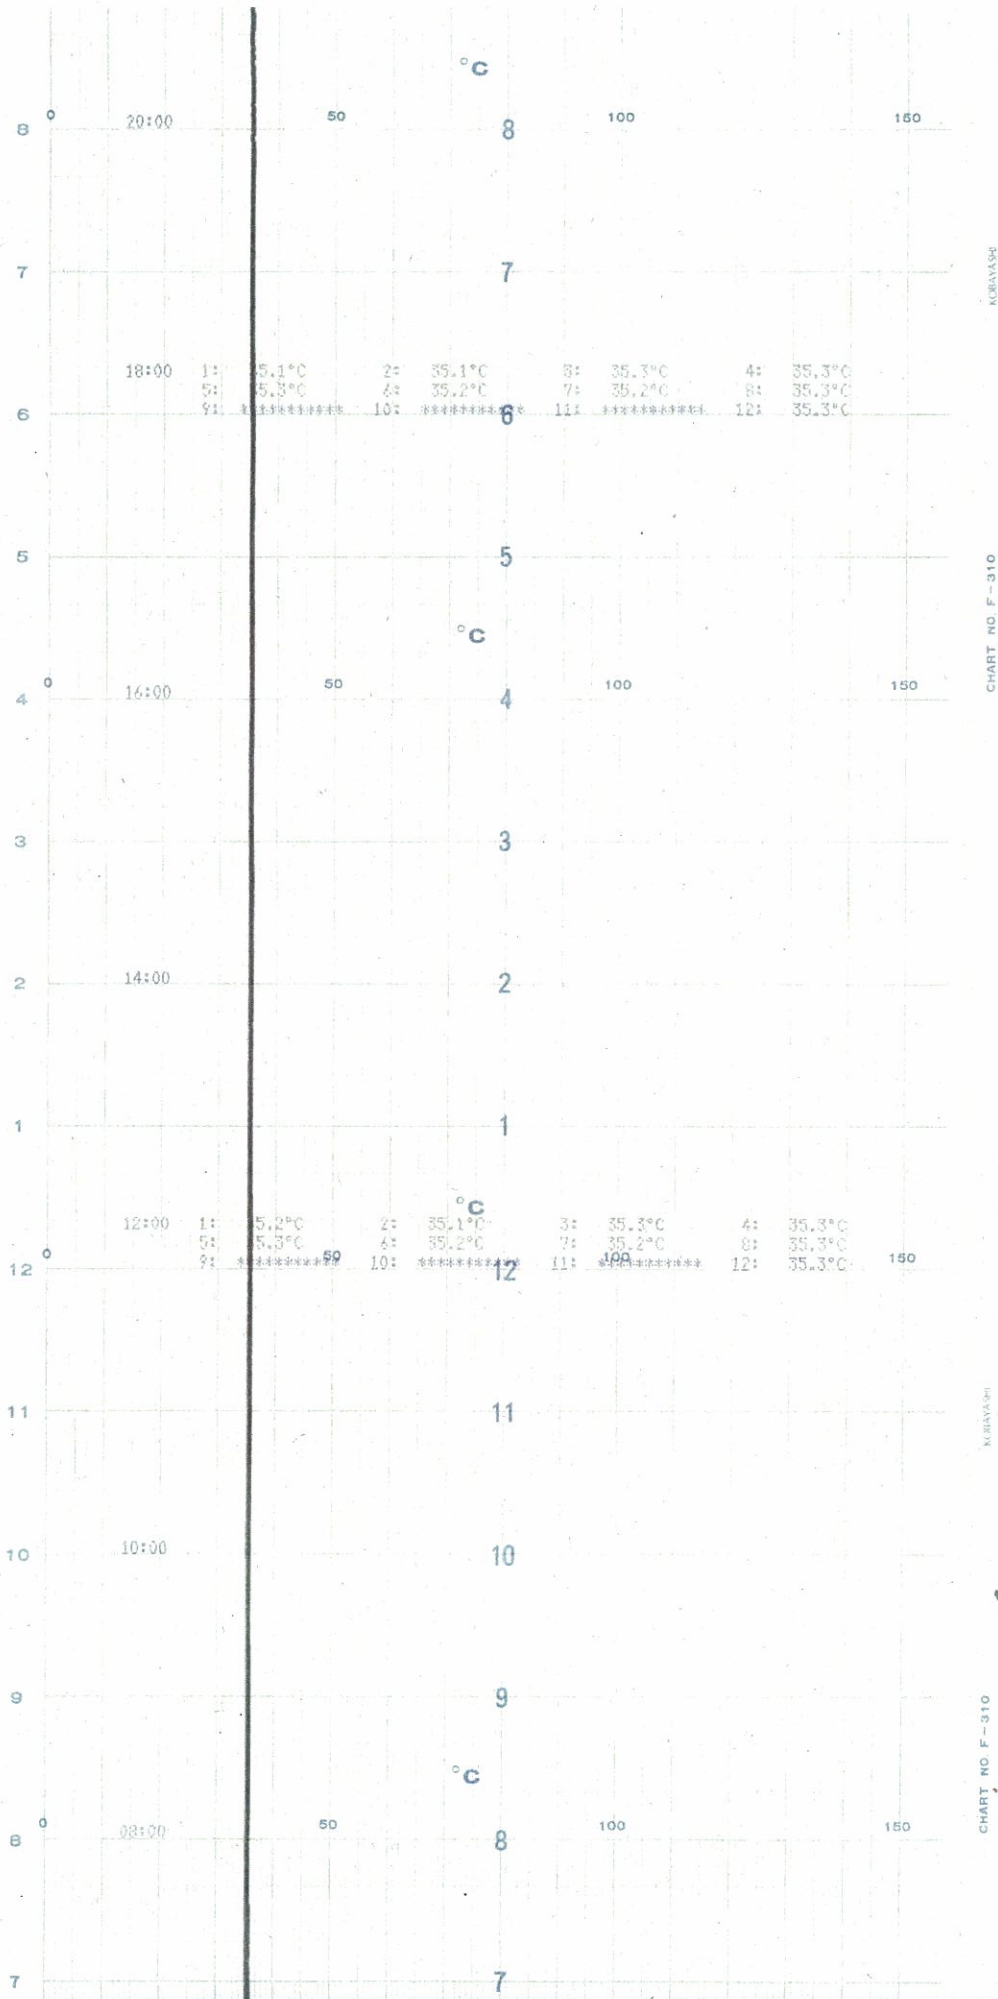 °C
0 50 100 150
8 20:00 8
7 7
KOBAYASHI
18:00 1: 35.1°C 2: 35.1°C 3: 35.3°C 4: 35.3°C
5: 35.3°C 6: 35.2°C 7: 35.2°C 8: 35.3°C
9: ********** 10: ********** 11: ********** 12: 35.3°C
6 6
5 5
CHART NO. F-310
°C
0 50 100 150
4 16:00 4
3 3
2 14:00 2
1 1
°C
12:00 1: 35.2°C 2: 35.1°C 3: 35.3°C 4: 35.3°C
5: 35.3°C 6: 35.2°C 7: 35.2°C 8: 35.3°C
0 50 100 150
9: ********** 10: ********** 11: ********** 12: 35.3°C
12 12
11 11
KOBAYASHI
10 10:00 10
9 9
CHART NO. F-310
°C
0 50 100 150
8 08:00 8
7 7